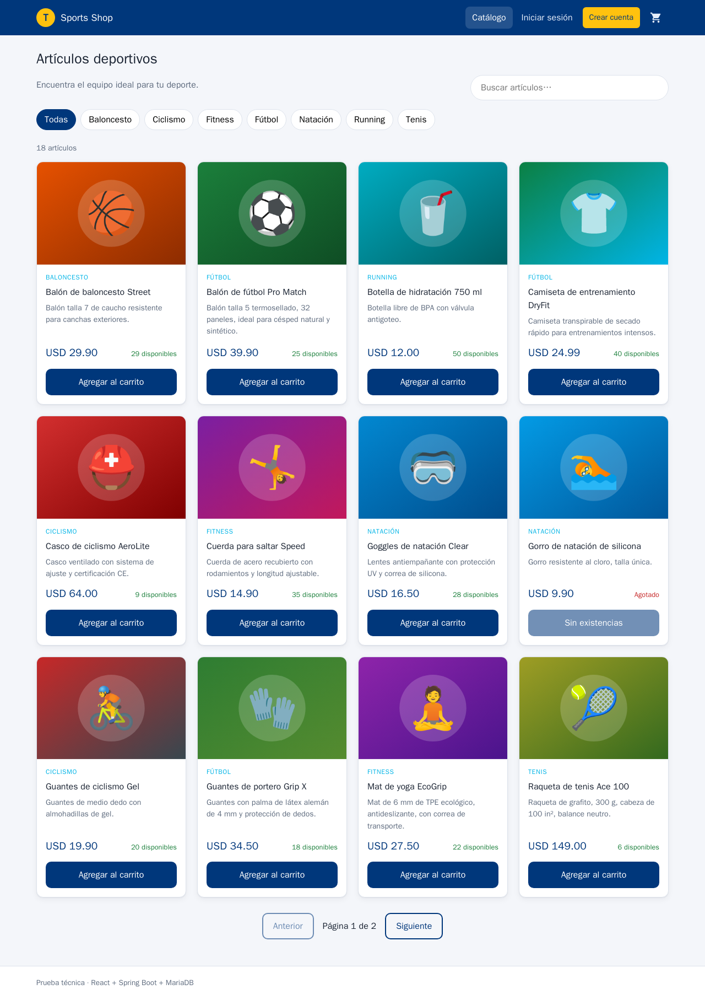 T
Sports Shop
Catálogo
Iniciar sesión
Crear cuenta
Artículos deportivos
Encuentra el equipo ideal para tu deporte.
Buscar artículos…
Todas
Baloncesto
Ciclismo
Fitness
Fútbol
Natación
Running
Tenis
18 artículos
BALONCESTO
Balón de baloncesto Street
Balón talla 7 de caucho resistente
para canchas exteriores.
USD 29.90
29 disponibles
Agregar al carrito
FÚTBOL
Balón de fútbol Pro Match
Balón talla 5 termosellado, 32
paneles, ideal para césped natural y
sintético.
USD 39.90
25 disponibles
Agregar al carrito
RUNNING
Botella de hidratación 750 ml
Botella libre de BPA con válvula
antigoteo.
USD 12.00
50 disponibles
Agregar al carrito
FÚTBOL
Camiseta de entrenamiento
DryFit
Camiseta transpirable de secado
rápido para entrenamientos intensos.
USD 24.99
40 disponibles
Agregar al carrito
CICLISMO
Casco de ciclismo AeroLite
Casco ventilado con sistema de
ajuste y certificación CE.
USD 64.00
9 disponibles
Agregar al carrito
FITNESS
Cuerda para saltar Speed
Cuerda de acero recubierto con
rodamientos y longitud ajustable.
USD 14.90
35 disponibles
Agregar al carrito
NATACIÓN
Goggles de natación Clear
Lentes antiempañante con protección
UV y correa de silicona.
USD 16.50
28 disponibles
Agregar al carrito
NATACIÓN
Gorro de natación de silicona
Gorro resistente al cloro, talla única.
USD 9.90
Agotado
Sin existencias
CICLISMO
Guantes de ciclismo Gel
Guantes de medio dedo con
almohadillas de gel.
USD 19.90
20 disponibles
Agregar al carrito
FÚTBOL
Guantes de portero Grip X
Guantes con palma de látex alemán
de 4 mm y protección de dedos.
USD 34.50
18 disponibles
Agregar al carrito
FITNESS
Mat de yoga EcoGrip
Mat de 6 mm de TPE ecológico,
antideslizante, con correa de
transporte.
USD 27.50
22 disponibles
Agregar al carrito
TENIS
Raqueta de tenis Ace 100
Raqueta de grafito, 300 g, cabeza de
100 in², balance neutro.
USD 149.00
6 disponibles
Agregar al carrito
Anterior
Página 1 de 2
Siguiente
Prueba técnica · React + Spring Boot + MariaDB